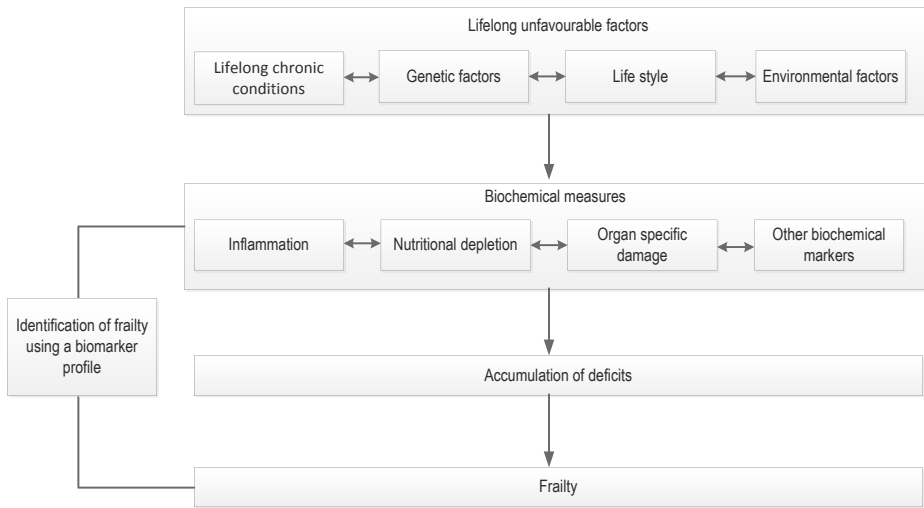 Lifelong unfavourable factors
Lifelong chronic
conditions
Genetic factors
Life style
Environmental factors
Biochemical measures
Inflammation
Nutritional depletion
Organ specific
damage
Other biochemical
markers
Identification of frailty
using a biomarker
profile
Accumulation of deficits
Frailty